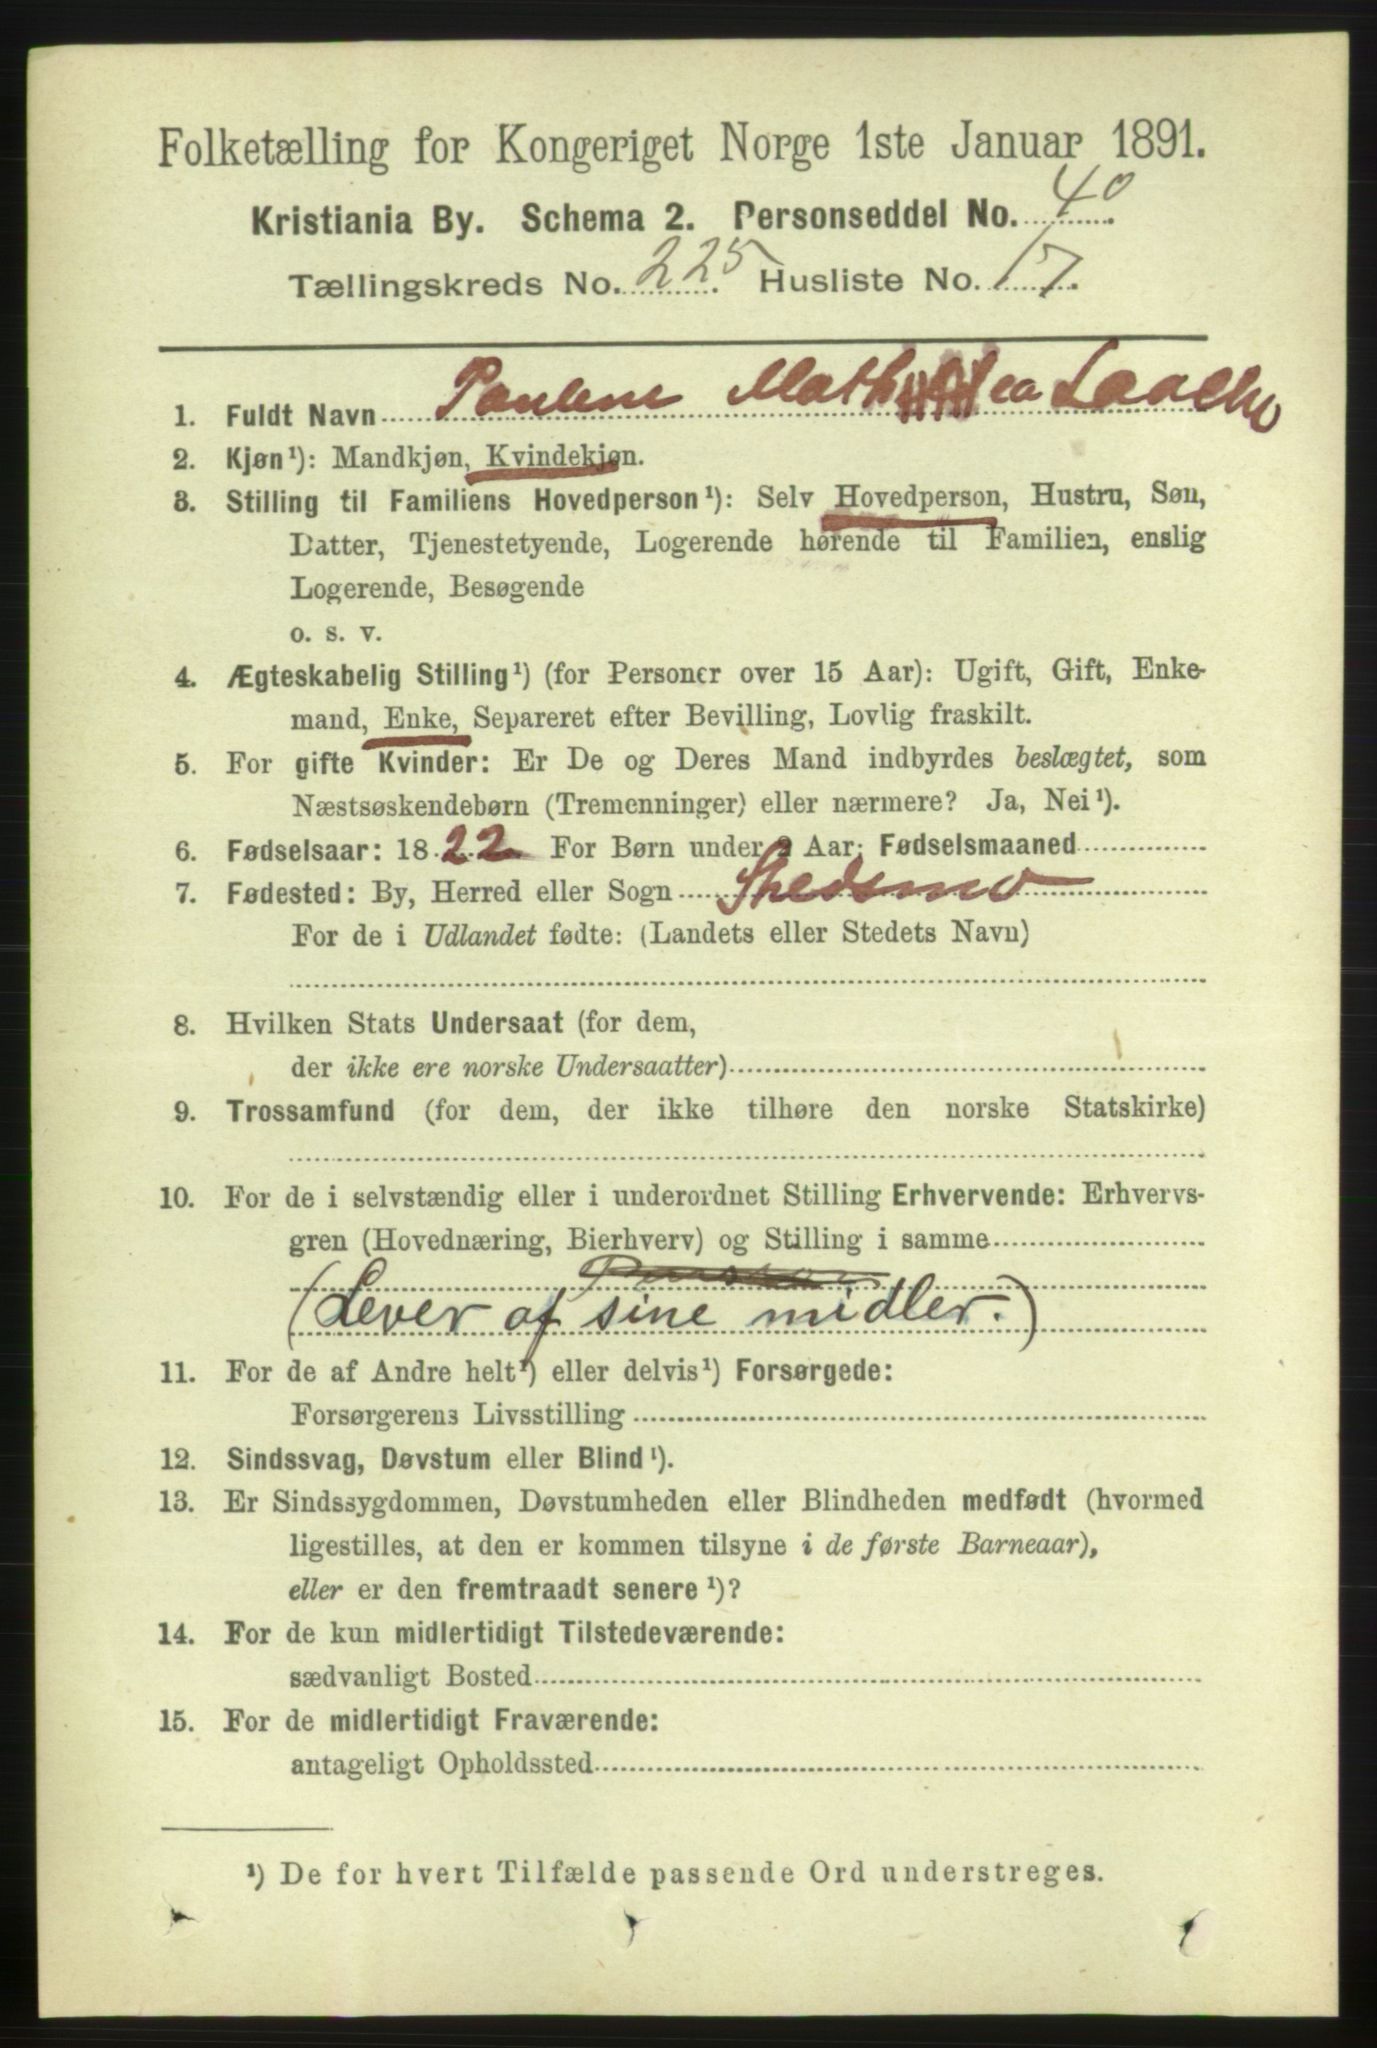 Folketælling for Kongeriget Norge 1ste Januar 1891.
Kristiania By. Schema 2. Personseddel No. 40.
Tællingskreds No. 225. Husliste No. 17.
1. Fuldt Navn
2. Kjøn¹): Mandkjøn, Kvindekjøn.
3. Stilling til Familiens Hovedperson¹): Selv Hovedperson, Hustru, Søn,
Datter, Tjenestetyende, Logerende hørende til Familien, enslig
Logerende, Besøgende
o. s. v.
4. Ægteskabelig Stilling¹) (for Personer over 15 Aar): Ugift, Gift, Enke-
mand, Enke, Separeret efter Bevilling, Lovlig fraskilt.
5. For gifte Kvinder: Er De og Deres Mand indbyrdes beslægtet, som
Næstsøskendebørn (Tremenninger) eller nærmere? Ja, Nei¹).
6. Fødselsaar: 1822 For Børn under 2 Aar: Fødselsmaaned
7. Fødested: By, Herred eller Sogn Skedsmo
For de i Udlandet fødte: (Landets eller Stedets Navn)
8. Hvilken Stats Undersaat (for dem,
der ikke ere norske Undersaatter)
9. Trossamfund (for dem, der ikke tilhøre den norske Statskirke)
10. For de i selvstændig eller i underordnet Stilling Erhvervende: Erhvervs-
gren (Hovednæring, Bierhverv) og Stilling i samme
(Lever af sine midler.)
11. For de af Andre helt¹) eller delvis¹) Forsørgede:
Forsørgerens Livsstilling
12. Sindssvag, Døvstum eller Blind¹).
13. Er Sindssygdommen, Døvstumheden eller Blindheden medfødt (hvormed
ligestilles, at den er kommen tilsyne i de første Barneaar),
eller er den fremtraadt senere¹)?
14. For de kun midlertidigt Tilstedeværende:
sædvanligt Bosted
15. For de midlertidigt Fraværende:
antageligt Opholdssted
¹) De for hvert Tilfælde passende Ord understreges.